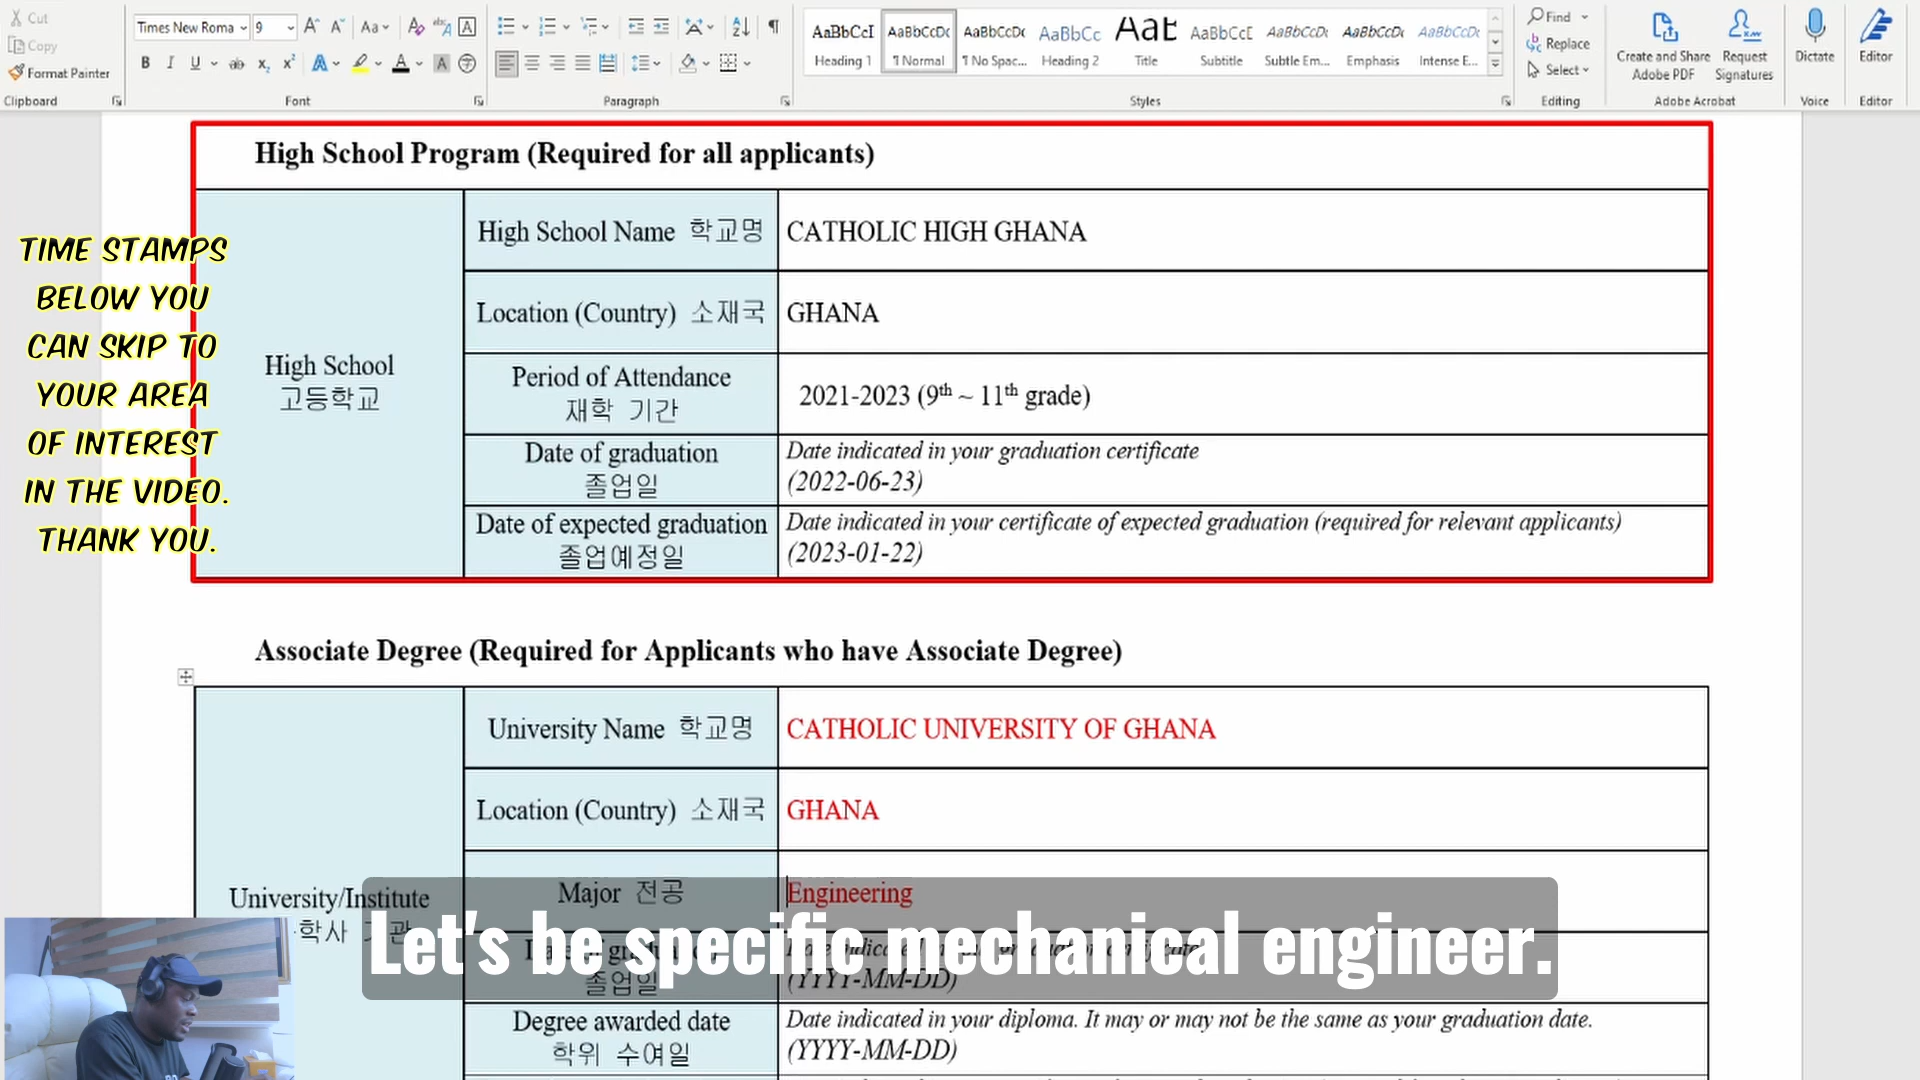 Cut
Copy
Format Painter
Clipboard
Times New Roma
9
Aa
Font
Paragraph
AaBbCcI
Heading 1
AaBbCcDc
¶ Normal
AaBbCcDc
¶ No Spac...
AaBbCc
Heading 2
AaB
Title
AaBbCcD
Subtitle
AaBbCcDc
Subtle Em...
AaBbCcDc
Emphasis
AaBbCcDc
Intense E...
Styles
Find
Replace
Select
Editing
Create and Share
Adobe PDF
Request
Signatures
Adobe Acrobat
Dictate
Voice
Editor
Editor
High School Program (Required for all applicants)
High School
고등학교
High School Name 학교명
CATHOLIC HIGH GHANA
Location (Country) 소재국
GHANA
Period of Attendance
재학 기간
2021-2023 (9th ~ 11th grade)
Date of graduation
졸업일
Date indicated in your graduation certificate
(2022-06-23)
Date of expected graduation
졸업예정일
Date indicated in your certificate of expected graduation (required for relevant applicants)
(2023-01-22)
TIME STAMPS
BELOW YOU
CAN SKIP TO
YOUR AREA
OF INTEREST
IN THE VIDEO.
THANK YOU.
Associate Degree (Required for Applicants who have Associate Degree)
University/Institute
University Name 학교명
CATHOLIC UNIVERSITY OF GHANA
Location (Country) 소재국
GHANA
Major 전공
Engineering
졸업일
(YYYY-MM-DD)
Degree awarded date
학위 수여일
Date indicated in your diploma. It may or may not be the same as your graduation date.
(YYYY-MM-DD)
Let's be specific mechanical engineer.